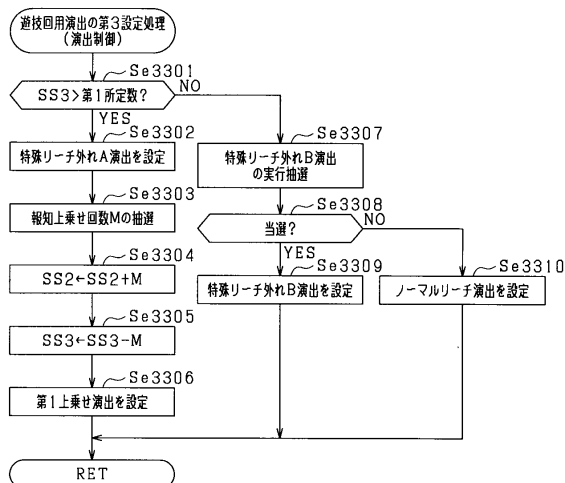 遊技回用演出の第3設定処理
(演出制御)
Se3301
SS3>第1所定数?
NO
YES
Se3302
特殊リーチ外れA演出を設定
Se3303
報知上乗せ回数Mの抽選
Se3304
SS2←SS2+M
Se3305
SS3←SS3-M
Se3306
第1上乗せ演出を設定
Se3307
特殊リーチ外れB演出
の実行抽選
Se3308
当選?
NO
YES
Se3309
特殊リーチ外れB演出を設定
Se3310
ノーマルリーチ演出を設定
RET